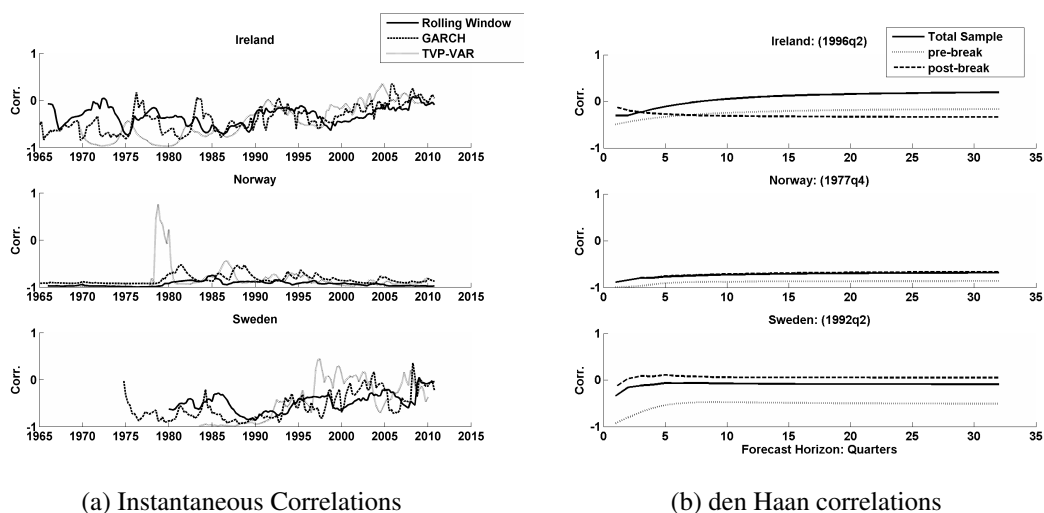 Rolling Window
GARCH
TVP-VAR
Ireland
Corr.
1
0
-1
1965 1970 1975 1980 1985 1990 1995 2000 2005 2010 2015
Norway
Corr.
1
0
-1
1965 1970 1975 1980 1985 1990 1995 2000 2005 2010 2015
Sweden
Corr.
1
0
-1
1965 1970 1975 1980 1985 1990 1995 2000 2005 2010 2015
(a) Instantaneous Correlations
Total Sample
pre-break
post-break
Ireland: (1996q2)
Corr.
1
0
-1
0 5 10 15 20 25 30 35
Norway: (1977q4)
Corr.
1
0
-1
0 5 10 15 20 25 30 35
Sweden: (1992q2)
Corr.
1
0
-1
0 5 10 15 20 25 30 35
Forecast Horizon: Quarters
(b) den Haan correlations